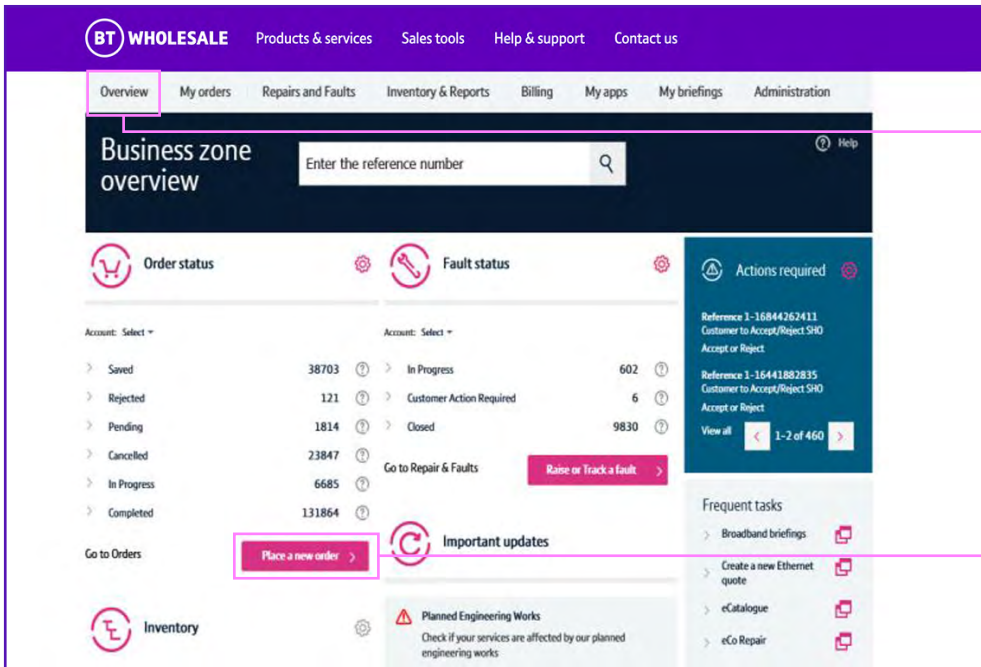 BT WHOLESALE Products & services Sales tools Help & support Contact us
Overview My orders Repairs and Faults Inventory & Reports Billing My apps My briefings Administration
Business zone
overview
Enter the reference number
? Help
Order status
Account: Select
Saved 38703 ?
Rejected 121 ?
Pending 1814 ?
Cancelled 23847 ?
In Progress 6685 ?
Completed 131864 ?
Go to Orders Place a new order
Inventory
Fault status
Account: Select
In Progress 602 ?
Customer Action Required 6 ?
Closed 9830 ?
Go to Repair & Faults Raise or Track a fault
Important updates
Planned Engineering Works
Check if your services are affected by our planned
engineering works
Actions required
Reference 1-16844262411
Customer to Accept/Reject SHO
Accept or Reject
Reference 1-16441882835
Customer to Accept/Reject SHO
Accept or Reject
View all 1-2 of 460
Frequent tasks
Broadband briefings
Create a new Ethernet
quote
eCatalogue
eCo Repair